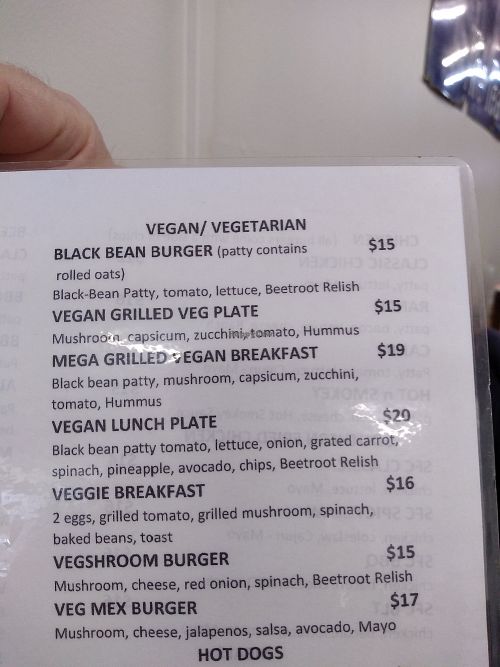 VEGAN/ VEGETARIAN
BLACK BEAN BURGER (patty contains $15
rolled oats)
Black-Bean Patty, tomato, lettuce, Beetroot Relish
VEGAN GRILLED VEG PLATE $15
Mushroom, capsicum, zucchini, tomato, Hummus
MEGA GRILLED VEGAN BREAKFAST $19
Black bean patty, mushroom, capsicum, zucchini,
tomato, Hummus
VEGAN LUNCH PLATE $20
Black bean patty tomato, lettuce, onion, grated carrot,
spinach, pineapple, avocado, chips, Beetroot Relish
VEGGIE BREAKFAST $16
2 eggs, grilled tomato, grilled mushroom, spinach,
baked beans, toast
VEGSHROOM BURGER $15
Mushroom, cheese, red onion, spinach, Beetroot Relish
VEG MEX BURGER $17
Mushroom, cheese, jalapenos, salsa, avocado, Mayo
HOT DOGS